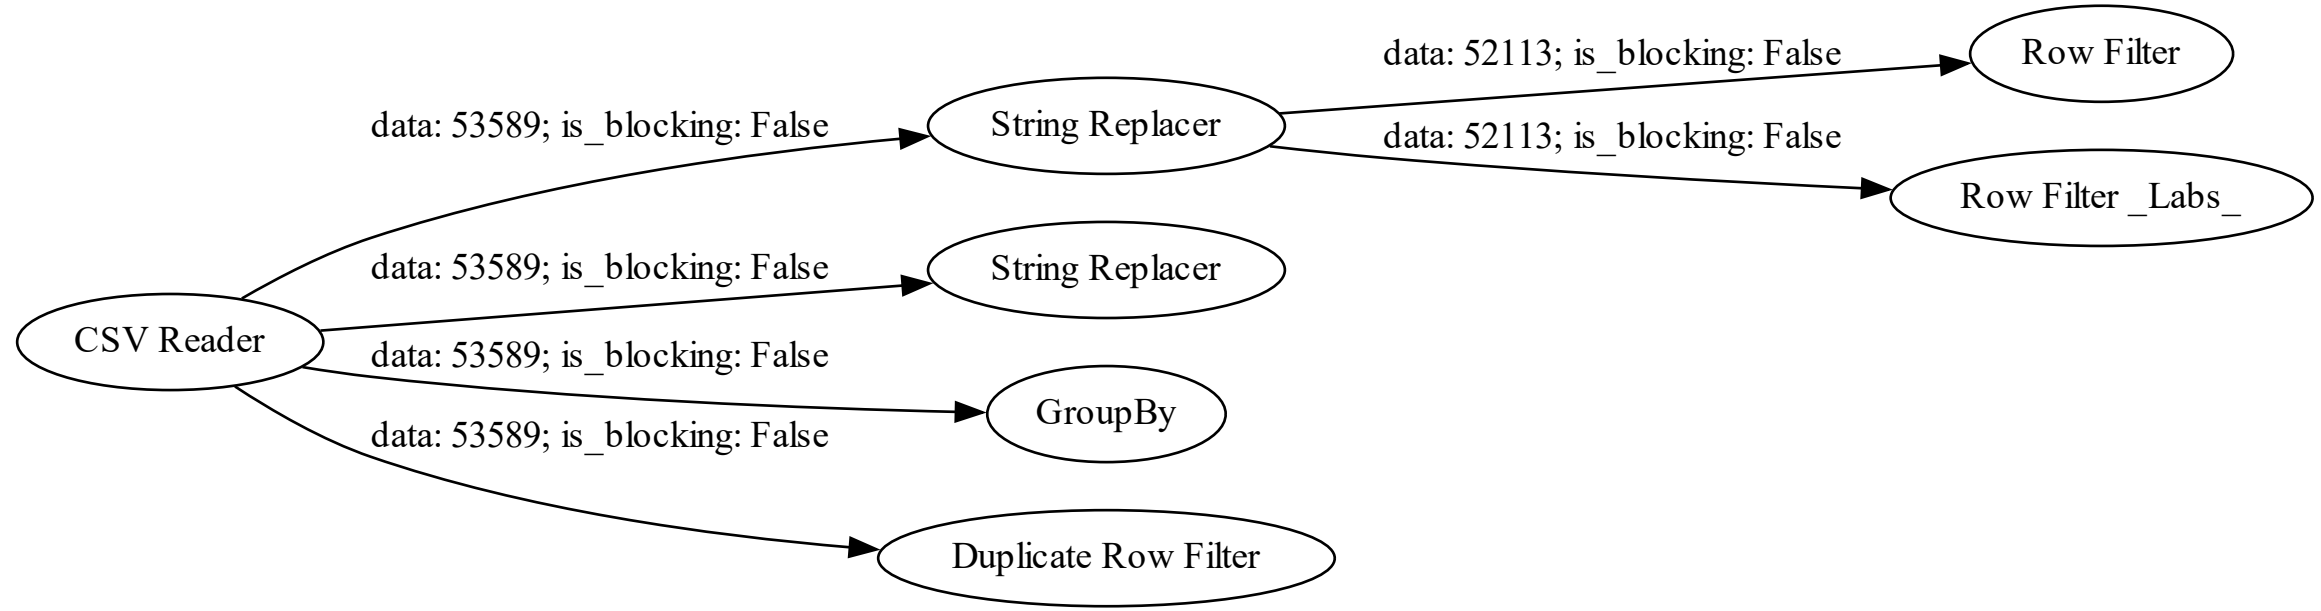 data: 52113; is_blocking: False
Row Filter
data: 53589; is_blocking: False
String Replacer
data: 52113; is_blocking: False
Row Filter _Labs_
data: 53589; is_blocking: False
String Replacer
CSV Reader
data: 53589; is_blocking: False
GroupBy
data: 53589; is_blocking: False
Duplicate Row Filter